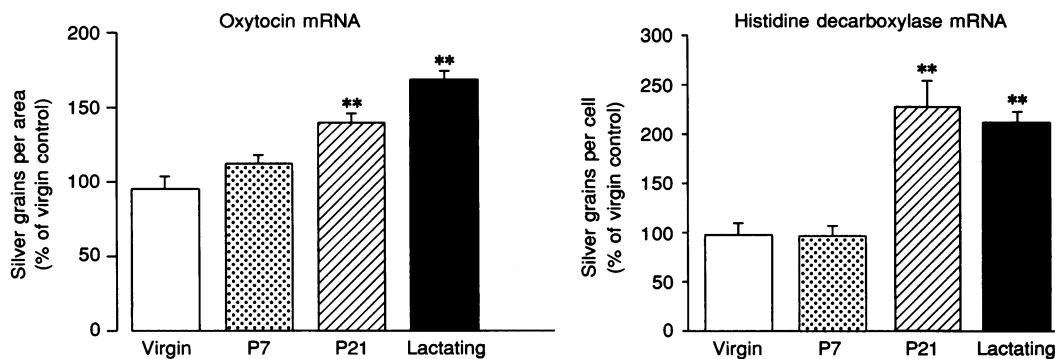 Oxytocin mRNA
Silver grains per area
(% of virgin control)
200
150
100
50
0
**
**
Virgin P7 P21 Lactating
Histidine decarboxylase mRNA
Silver grains per cell
(% of virgin control)
300
250
200
150
100
50
0
**
**
Virgin P7 P21 Lactating